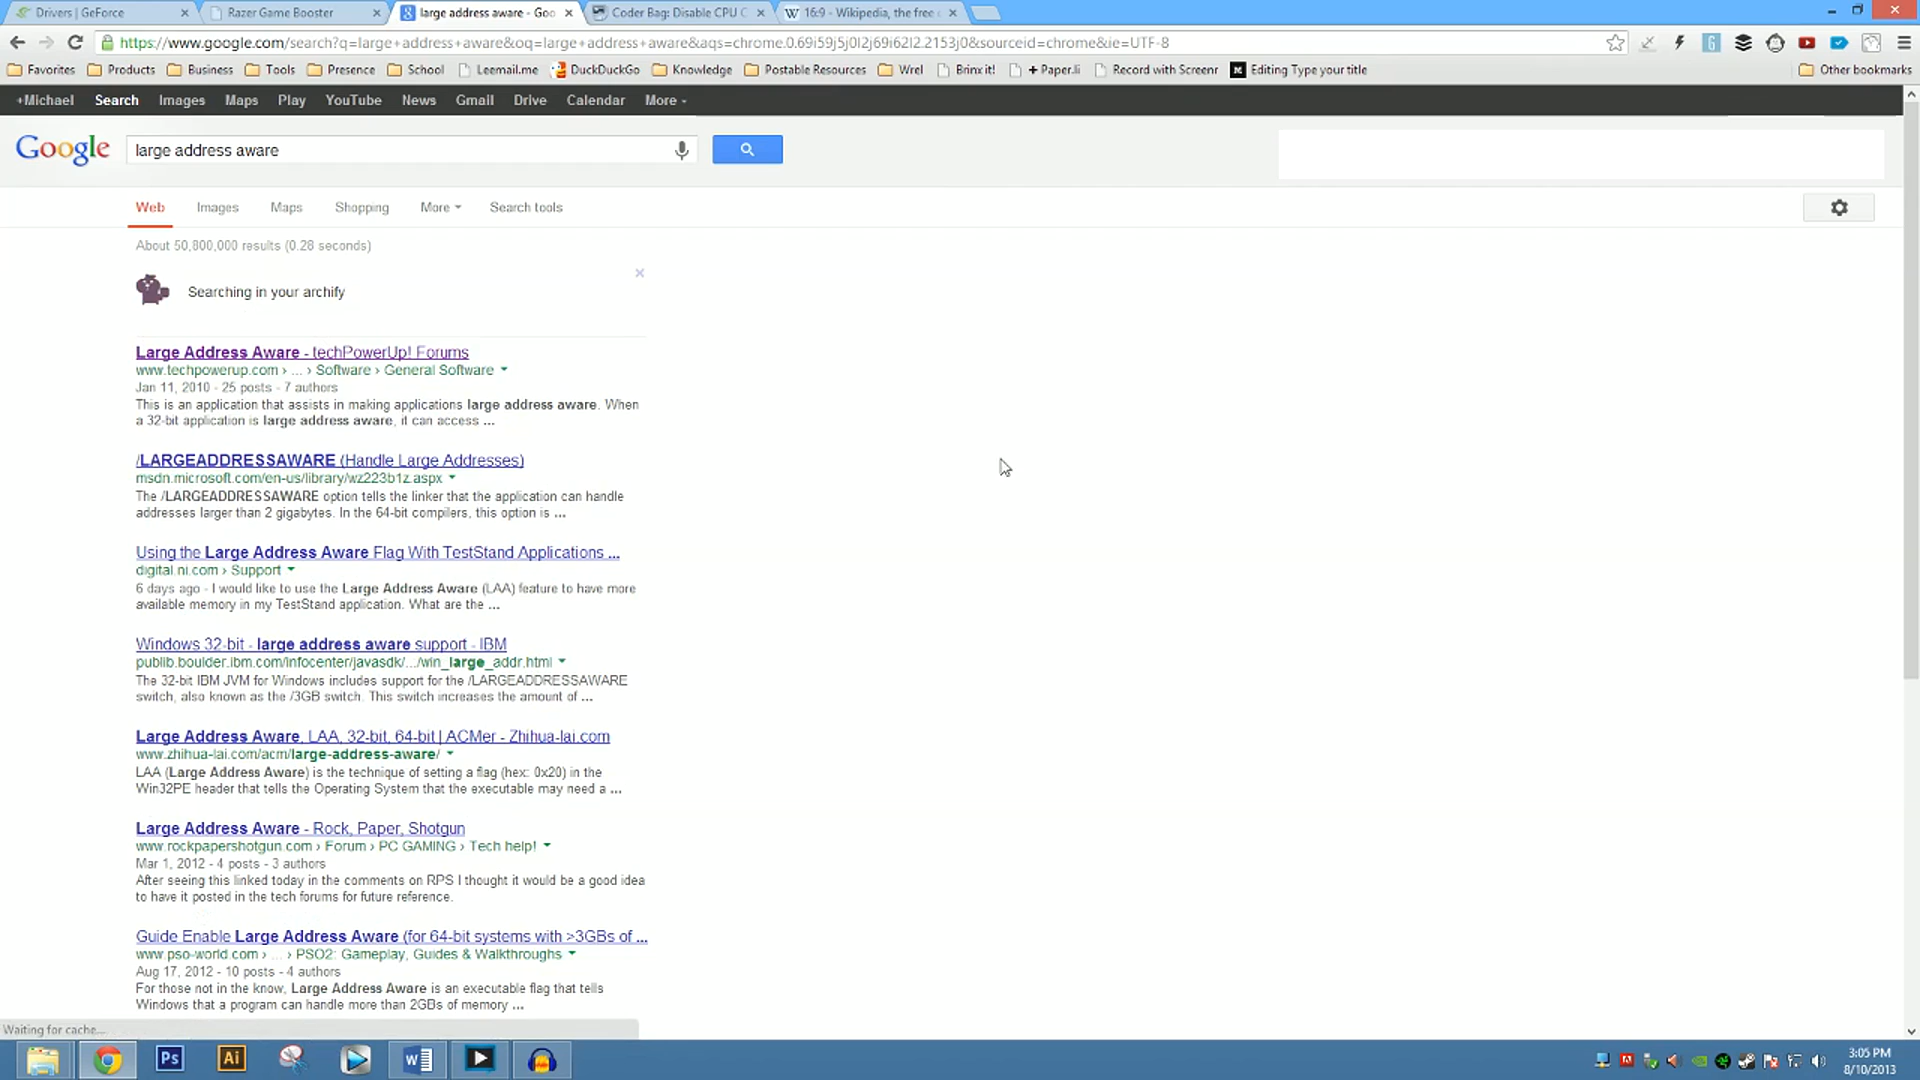 Drivers | GeForce
Razer Game Booster
large address aware - Goo
Coder Bag: Disable CPU C
16:9 - Wikipedia, the free
https://www.google.com/search?q=large+address+aware&oq=large+address+aware&aqs=chrome.0.69i59j5j0l2j69i62l2.2153j0&sourceid=chrome&ie=UTF-8
Favorites Products Business Tools Presence School Leemail.me DuckDuckGo Knowledge Postable Resources Wrel Brinx it! + Paper.li Record with Screenr Editing Type your title Other bookmarks
+Michael Search Images Maps Play YouTube News Gmail Drive Calendar More
Google large address aware
Web Images Maps Shopping More Search tools
About 50,800,000 results (0.28 seconds)
Searching in your archify
Large Address Aware - techPowerUp! Forums
www.techpowerup.com › ... › Software › General Software
Jan 11, 2010 - 25 posts - 7 authors
This is an application that assists in making applications large address aware. When
a 32-bit application is large address aware, it can access ...
/LARGEADDRESSAWARE (Handle Large Addresses)
msdn.microsoft.com/en-us/library/wz223b1z.aspx
The /LARGEADDRESSAWARE option tells the linker that the application can handle
addresses larger than 2 gigabytes. In the 64-bit compilers, this option is ...
Using the Large Address Aware Flag With TestStand Applications ...
digital.ni.com › Support
6 days ago - I would like to use the Large Address Aware (LAA) feature to have more
available memory in my TestStand application. What are the ...
Windows 32-bit - large address aware support - IBM
publib.boulder.ibm.com/infocenter/javasdk/.../win_large_addr.html
The 32-bit IBM JVM for Windows includes support for the /LARGEADDRESSAWARE
switch, also known as the /3GB switch. This switch increases the amount of ...
Large Address Aware, LAA, 32-bit, 64-bit | ACMer - Zhihua-lai.com
www.zhihua-lai.com/acm/large-address-aware/
LAA (Large Address Aware) is the technique of setting a flag (hex: 0x20) in the
Win32PE header that tells the Operating System that the executable may need a ...
Large Address Aware - Rock, Paper, Shotgun
www.rockpapershotgun.com › Forum › PC GAMING › Tech help!
Mar 1, 2012 - 4 posts - 3 authors
After seeing this linked today in the comments on RPS I thought it would be a good idea
to have it posted in the tech forums for future reference.
Guide Enable Large Address Aware (for 64-bit systems with >3GBs of ...
www.pso-world.com › ... › PSO2: Gameplay, Guides & Walkthroughs
Aug 17, 2012 - 10 posts - 4 authors
For those not in the know, Large Address Aware is an executable flag that tells
Windows that a program can handle more than 2GBs of memory ...
Waiting for cache...
Ps Ai
3:05 PM
8/10/2013